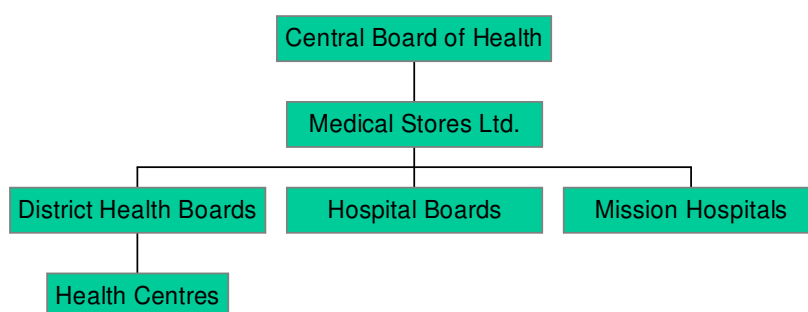 Central Board of Health
Medical Stores Ltd.
District Health Boards
Hospital Boards
Mission Hospitals
Health Centres